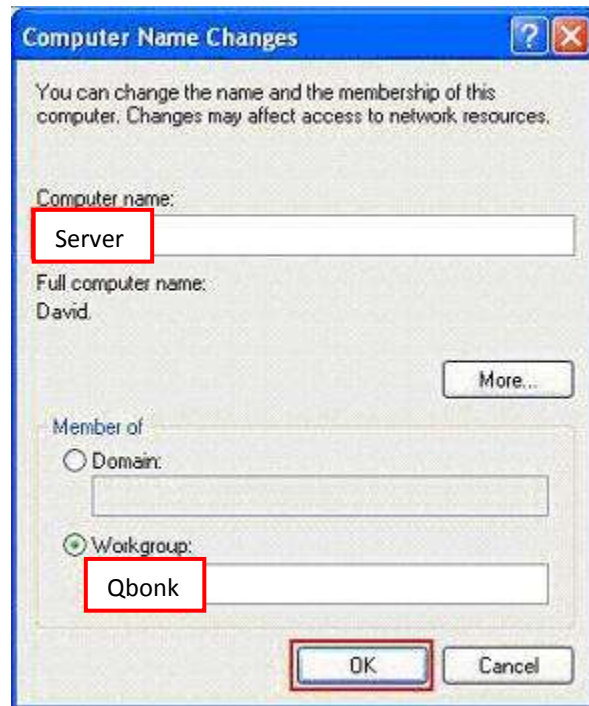 Computer Name Changes
You can change the name and the membership of this
computer. Changes may affect access to network resources.
Computer name:
Server
Full computer name:
David.
More...
Member of
Domain:
Workgroup:
Qbonk
OK Cancel